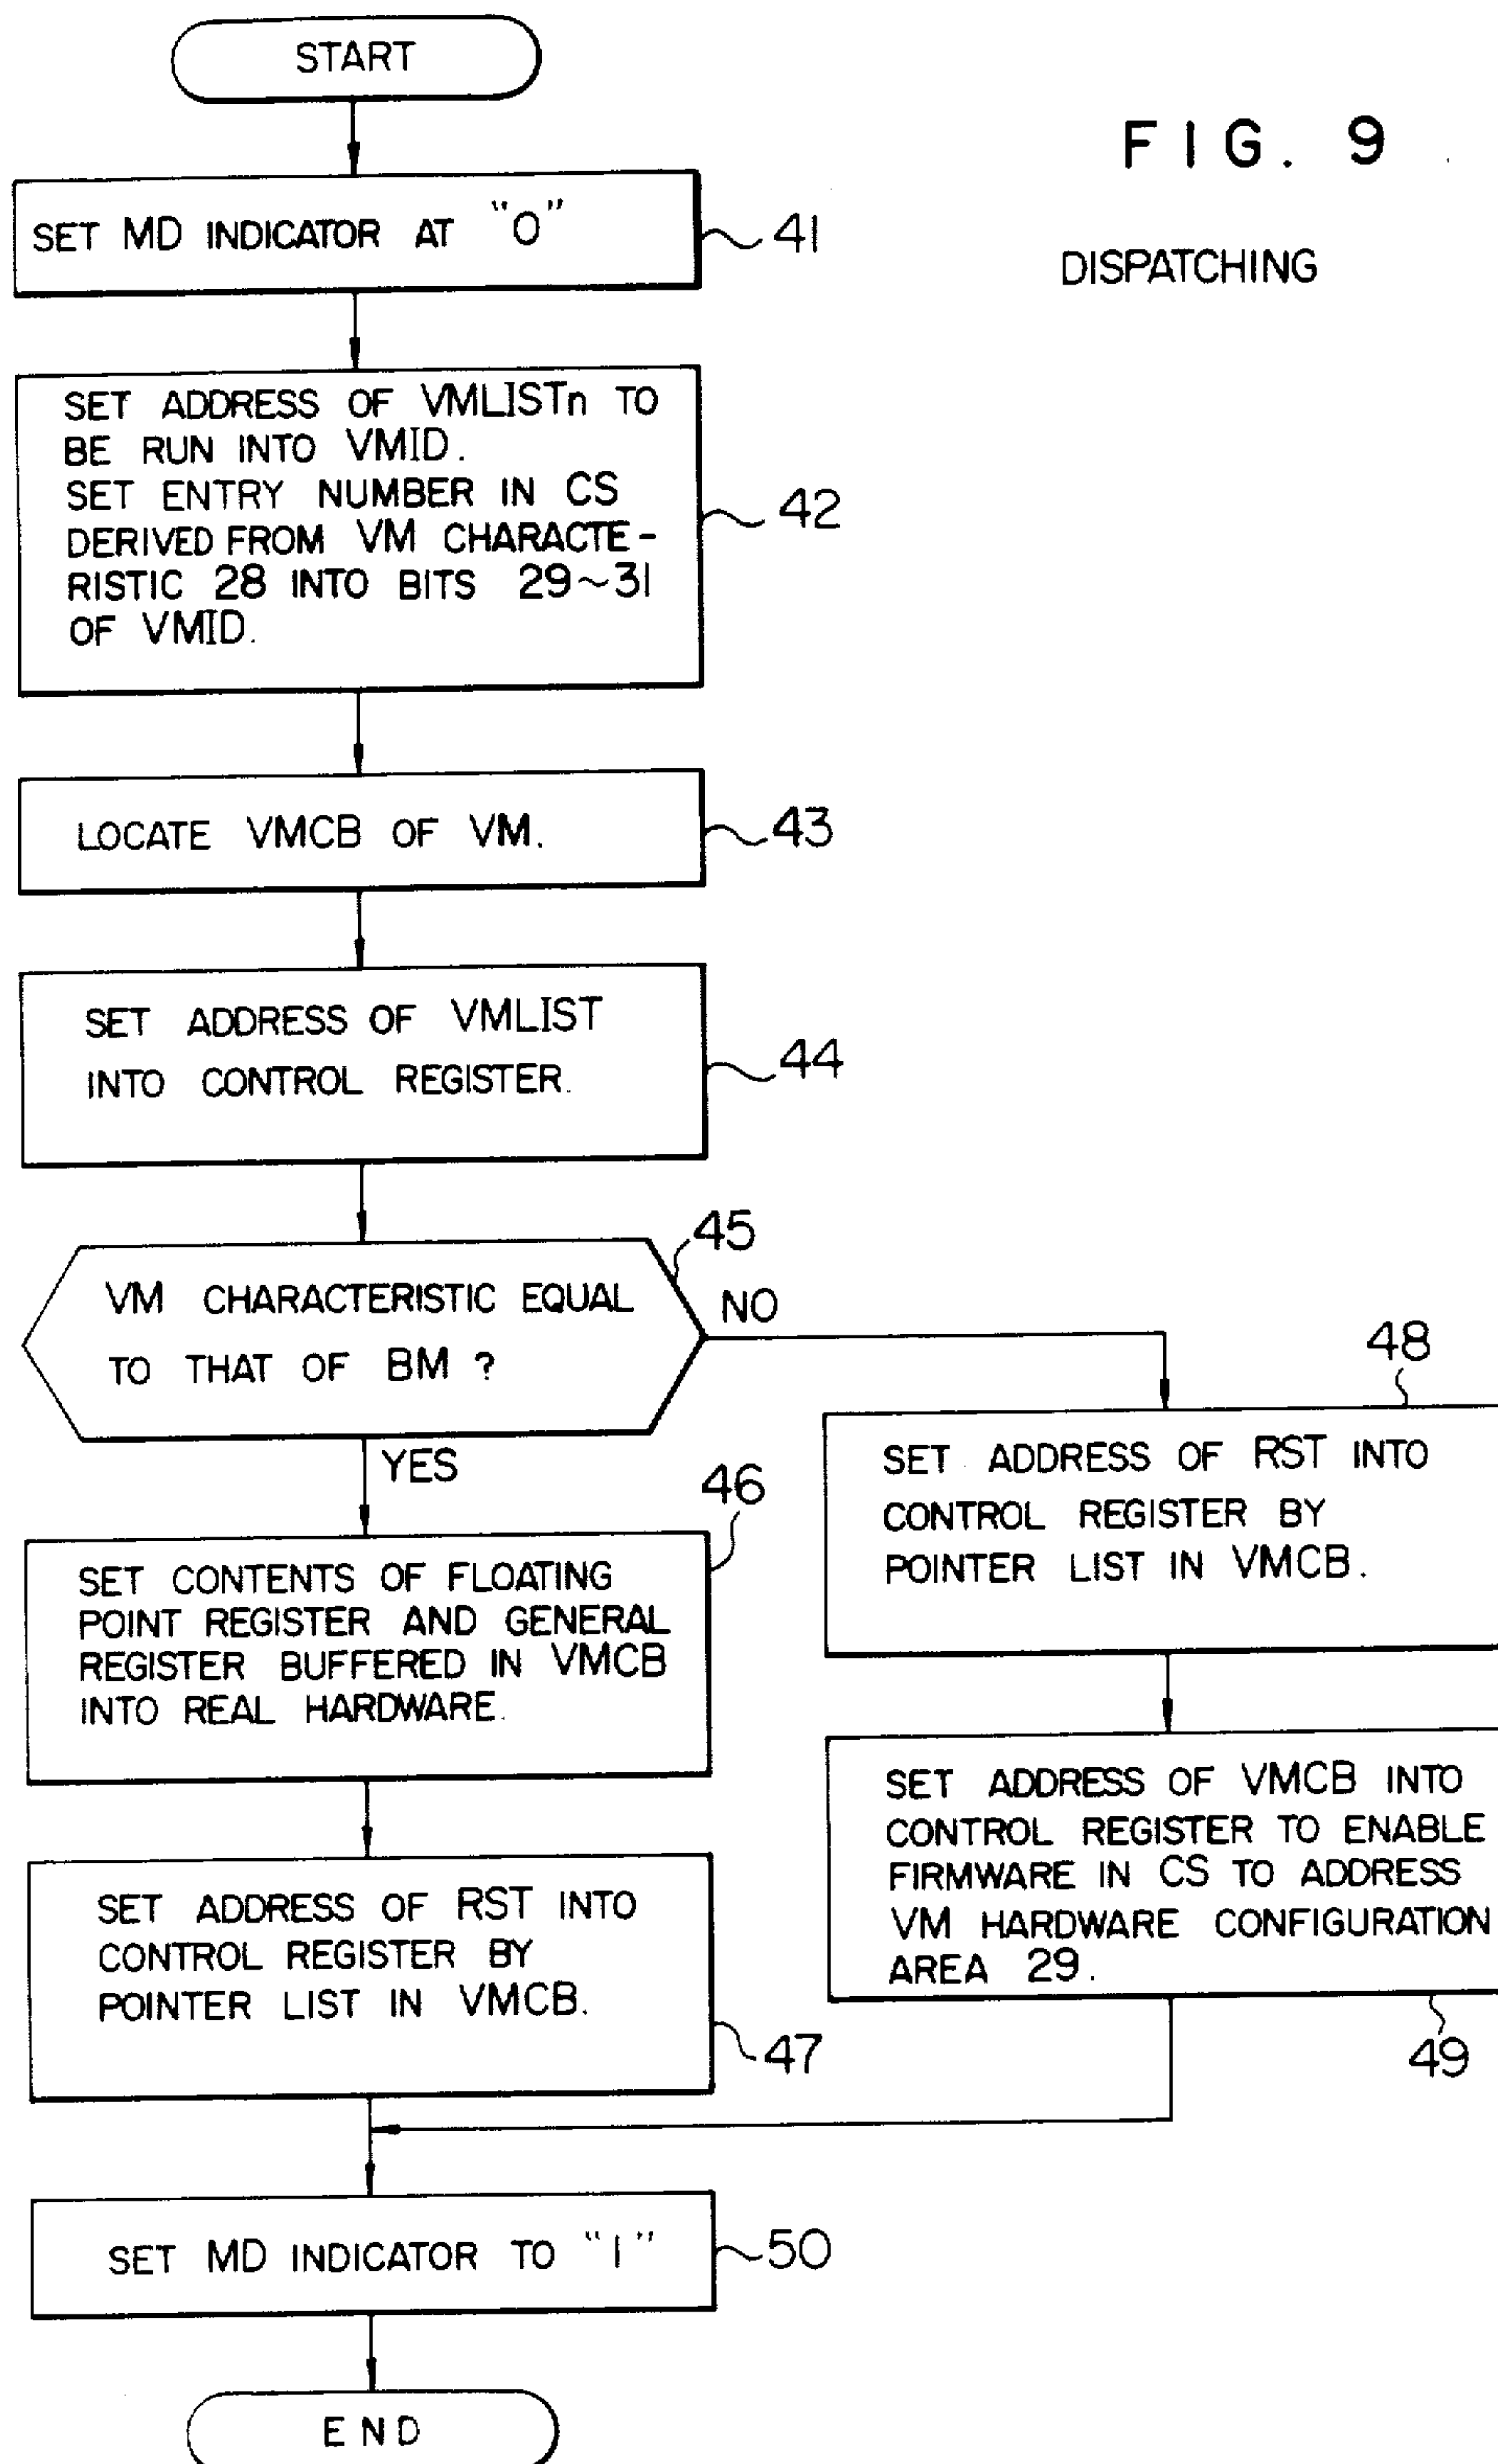 START
FIG. 9
SET MD INDICATOR AT "0"
41
DISPATCHING
SET ADDRESS OF VMLISTn TO
BE RUN INTO VMID.
SET ENTRY NUMBER IN CS
DERIVED FROM VM CHARACTE-
RISTIC 28 INTO BITS 29~31
OF VMID.
42
LOCATE VMCB OF VM.
43
SET ADDRESS OF VMLIST
INTO CONTROL REGISTER.
44
45
VM CHARACTERISTIC EQUAL
TO THAT OF BM ?
NO
YES
46
SET CONTENTS OF FLOATING
POINT REGISTER AND GENERAL
REGISTER BUFFERED IN VMCB
INTO REAL HARDWARE.
SET ADDRESS OF RST INTO
CONTROL REGISTER BY
POINTER LIST IN VMCB.
47
48
SET ADDRESS OF RST INTO
CONTROL REGISTER BY
POINTER LIST IN VMCB.
SET ADDRESS OF VMCB INTO
CONTROL REGISTER TO ENABLE
FIRMWARE IN CS TO ADDRESS
VM HARDWARE CONFIGURATION
AREA 29.
49
SET MD INDICATOR TO "1"
50
END